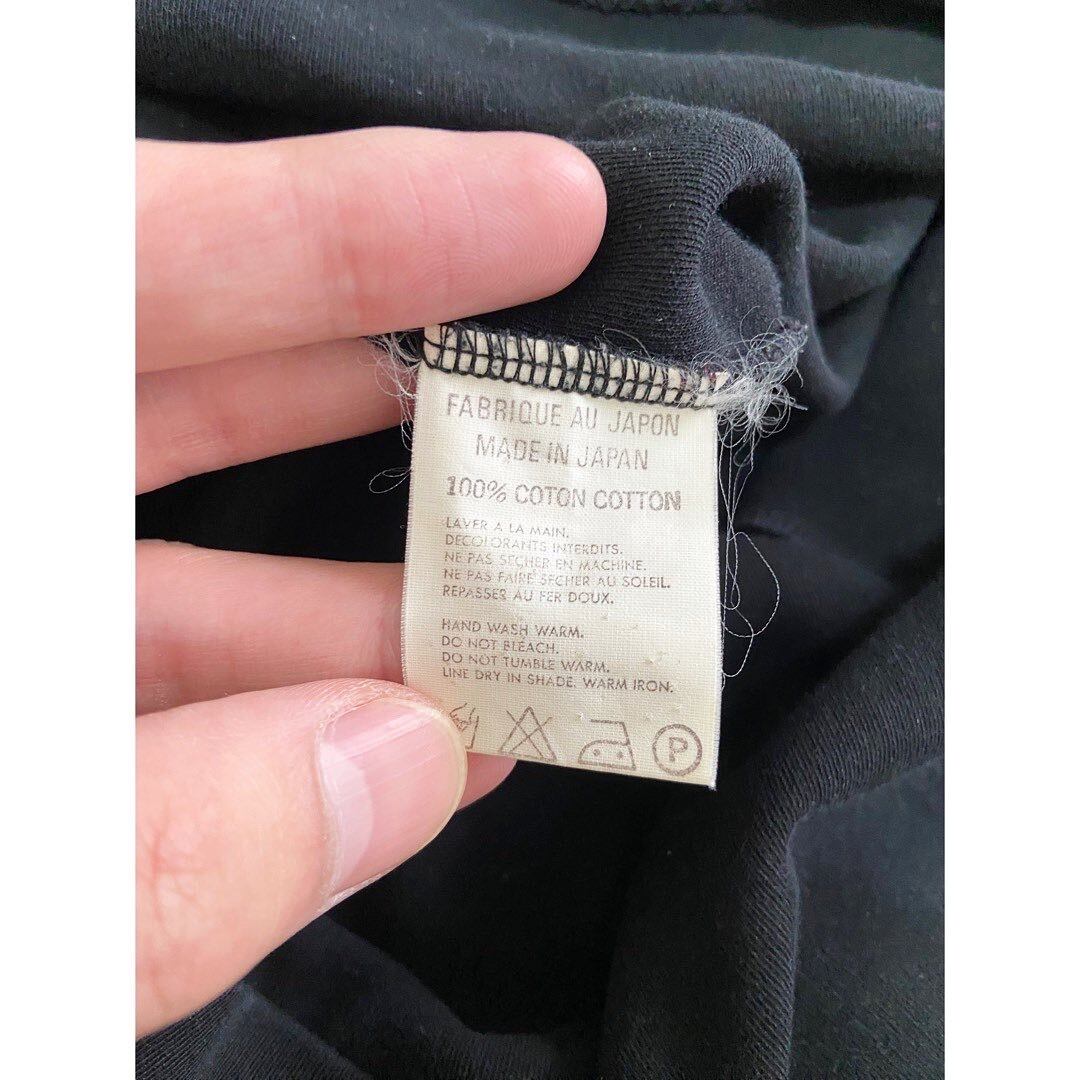 FABRIQUE AU JAPON
MADE IN JAPAN
100% COTON COTTON
LAVER A LA MAIN.
DECOLORANTS INTERDITS.
NE PAS SECHER EN MACHINE.
NE PAS FAIRE SECHER AU SOLEIL.
REPASSER AU FER DOUX.
HAND WASH WARM.
DO NOT BLEACH.
DO NOT TUMBLE WARM.
LINE DRY IN SHADE. WARM IRON.
P